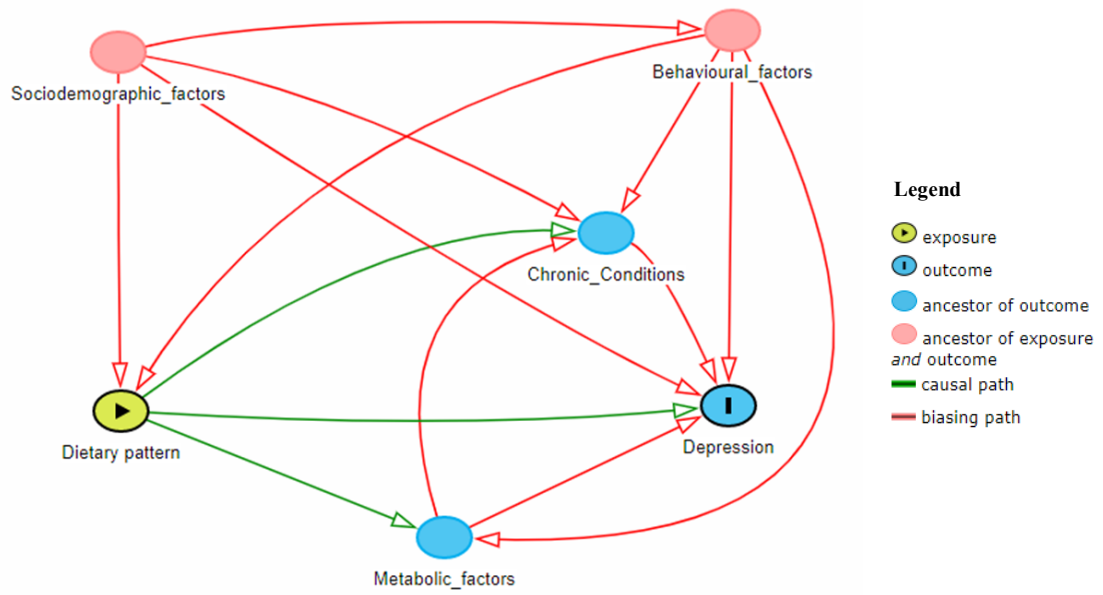 Sociodemographic_factors
Behavioural_factors
Chronic_Conditions
Dietary pattern
Depression
Metabolic_factors
Legend
exposure
outcome
ancestor of outcome
ancestor of exposure
and outcome
causal path
biasing path